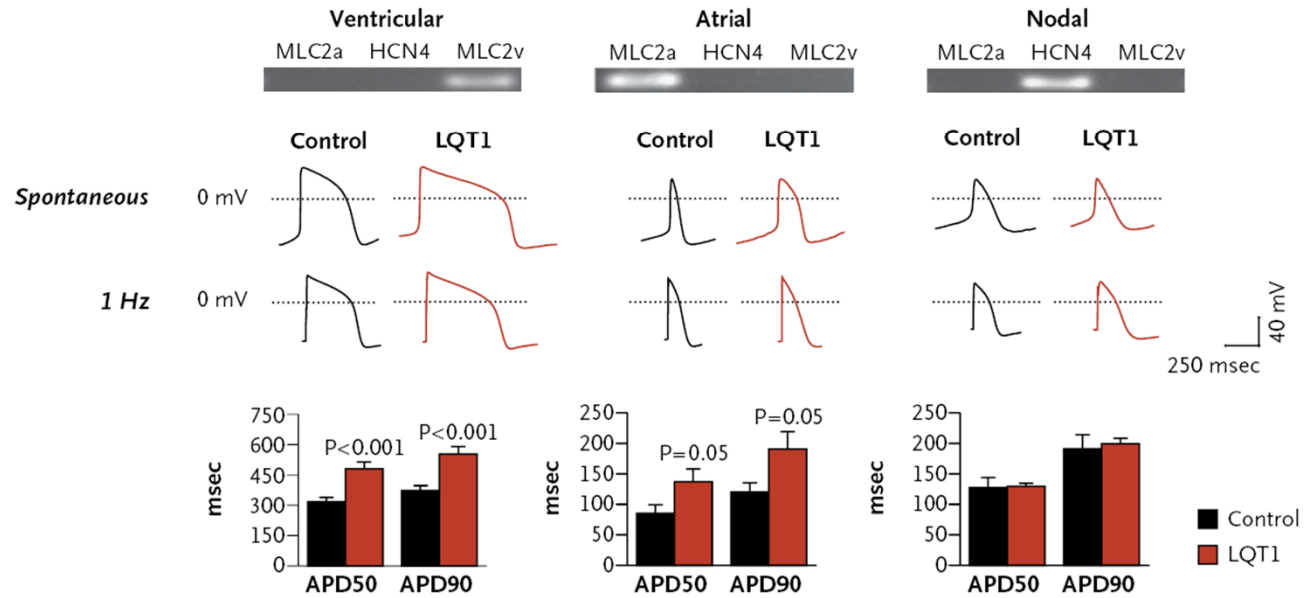 Ventricular Atrial Nodal
MLC2a HCN4 MLC2v MLC2a HCN4 MLC2v MLC2a HCN4 MLC2v
Control LQT1 Control LQT1 Control LQT1
Spontaneous 0 mV
1 Hz 0 mV
40 mV
250 msec
msec
750
600
450
300
150
0
P<0.001 P<0.001
APD50 APD90
msec
250
200
150
100
50
0
P=0.05 P=0.05
APD50 APD90
msec
250
200
150
100
50
0
APD50 APD90
Control
LQT1